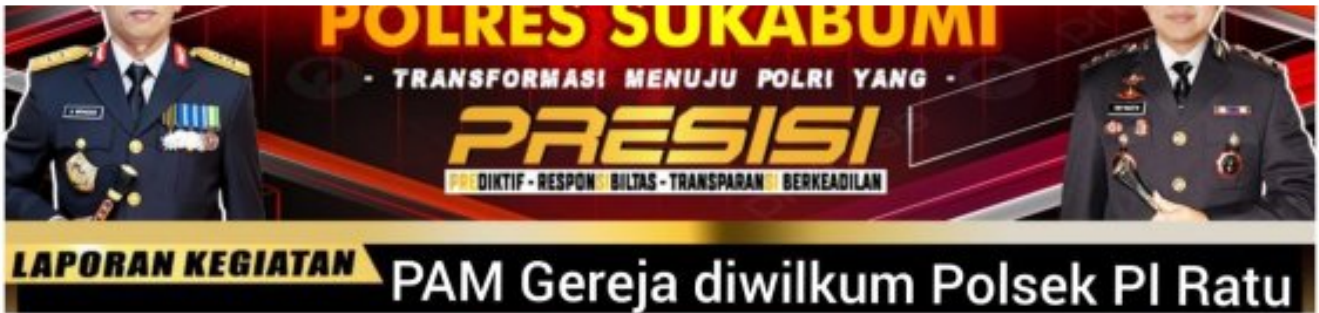 POLRES SUKABUMI
- TRANSFORMASI MENUJU POLRI YANG -
PRESISI
PREDIKTIF - RESPONSIBILTAS - TRANSPARANSI BERKEADILAN
LAPORAN KEGIATAN
PAM Gereja diwilkum Polsek Pl Ratu